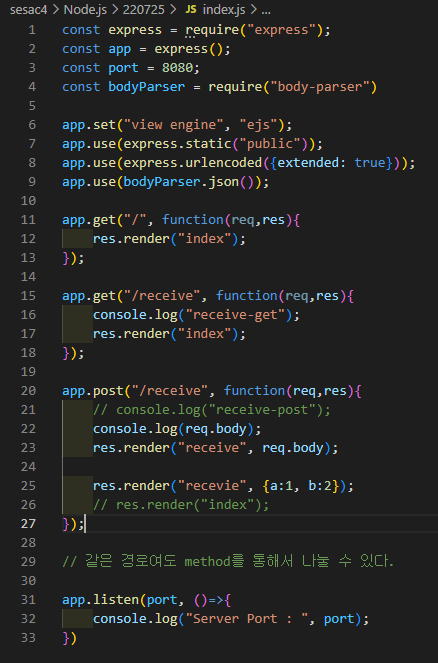 sesac4 > Node.js > 220725 > JS index.js > ...
1 const express = require("express");
2 const app = express();
3 const port = 8080;
4 const bodyParser = require("body-parser")
5
6 app.set("view engine", "ejs");
7 app.use(express.static("public"));
8 app.use(express.urlencoded({extended: true}));
9 app.use(bodyParser.json());
10
11 app.get("/", function(req,res){
12     res.render("index");
13 });
14
15 app.get("/receive", function(req,res){
16     console.log("receive-get");
17     res.render("index");
18 });
19
20 app.post("/receive", function(req,res){
21     // console.log("receive-post");
22     console.log(req.body);
23     res.render("receive", req.body);
24
25     res.render("recevie", {a:1, b:2});
26     // res.render("index");
27 });
28
29 // 같은 경로여도 method를 통해서 나눌 수 있다.
30
31 app.listen(port, ()=>{
32     console.log("Server Port : ", port);
33 })